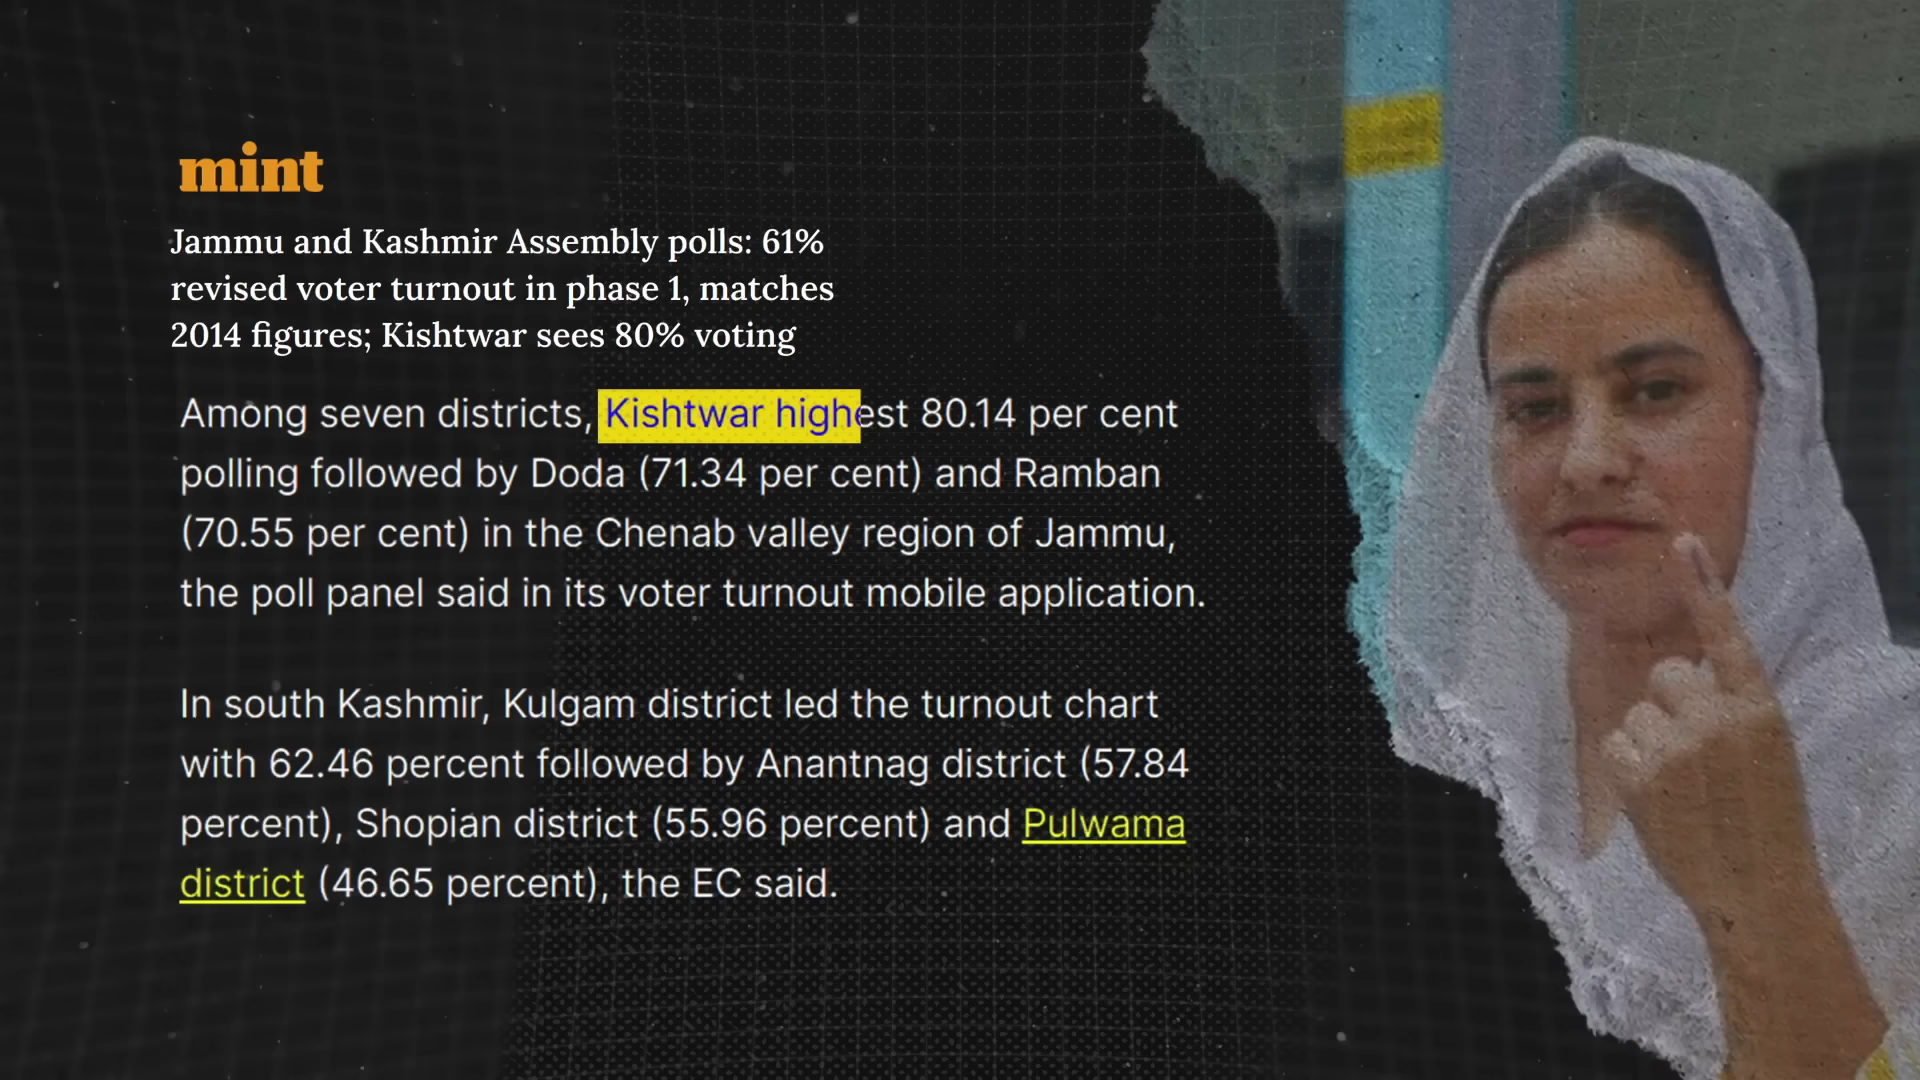 mint
Jammu and Kashmir Assembly polls: 61%
revised voter turnout in phase 1, matches
2014 figures; Kishtwar sees 80% voting
Among seven districts, Kishtwar highest 80.14 per cent
polling followed by Doda (71.34 per cent) and Ramban
(70.55 per cent) in the Chenab valley region of Jammu,
the poll panel said in its voter turnout mobile application.
In south Kashmir, Kulgam district led the turnout chart
with 62.46 percent followed by Anantnag district (57.84
percent), Shopian district (55.96 percent) and Pulwama
district (46.65 percent), the EC said.